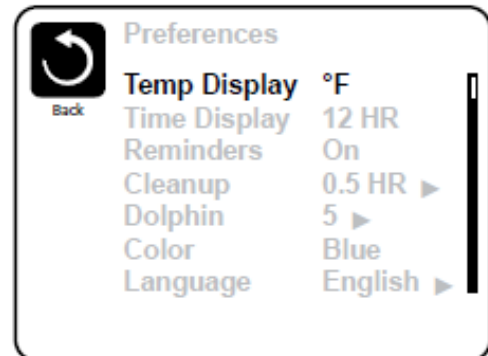 Preferences
Back
Temp Display °F
Time Display 12 HR
Reminders On
Cleanup 0.5 HR ▶
Dolphin 5 ▶
Color Blue
Language English ▶